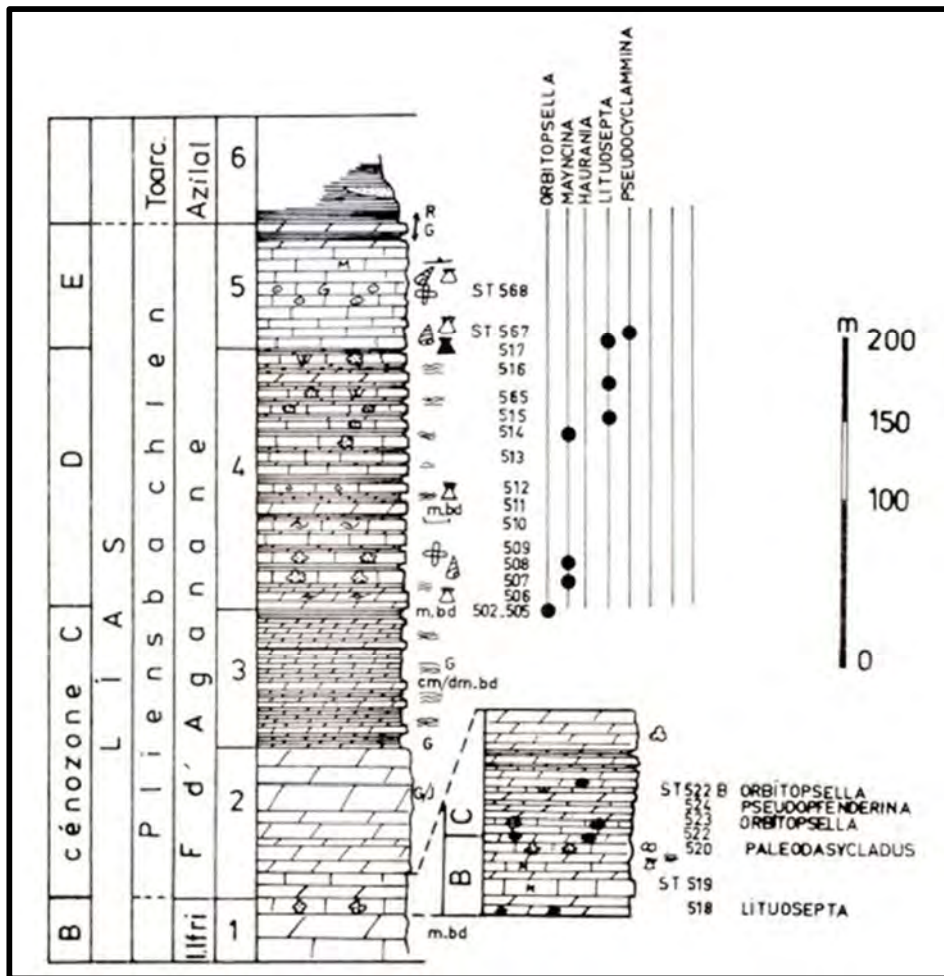 ORBITOPSELLA
MAYNCINA
HAURANIA
LITUOSEPTA
PSEUDOCYCLAMMINA
Toarc.
Azilal
6
R
G
E
5
M
G
ST 568
ST 567
517
516
565
515
514
513
512
511
m.bd
510
509
508
507
506
m.bd
502.505
D
4
m
200
150
100
0
LIAS
Pliensbachien
F d'Aganane
cénozone C
3
G
cm/dm.bd
G
2
G
B
I.Ifri
1
m.bd
C
B
M
M
ST 522 B ORBITOPSELLA
524 PSEUDOPFENDERINA
523 ORBITOPSELLA
522
520 PALEODASYCLADUS
ST 519
518 LITUOSEPTA